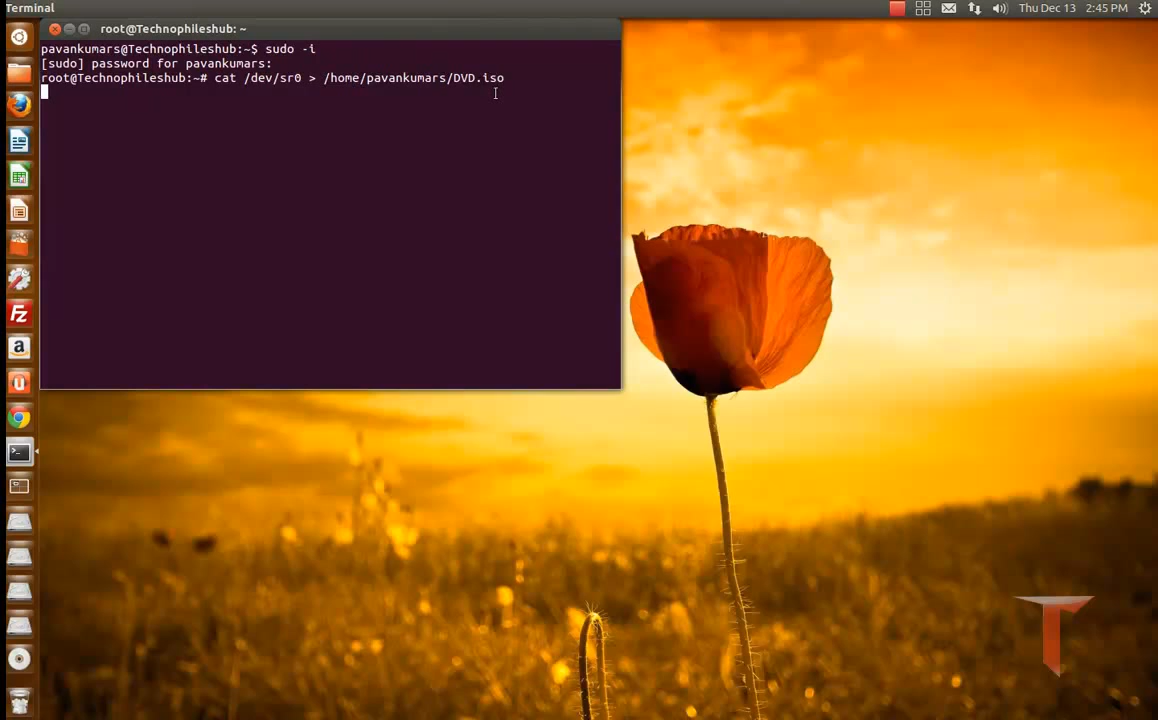 Terminal
Thu Dec 13 2:45 PM
root@Technophileshub: ~
pavankumars@Technophileshub:~$ sudo -i
[sudo] password for pavankumars:
root@Technophileshub:~# cat /dev/sr0 > /home/pavankumars/DVD.iso
Fz
a
u
T